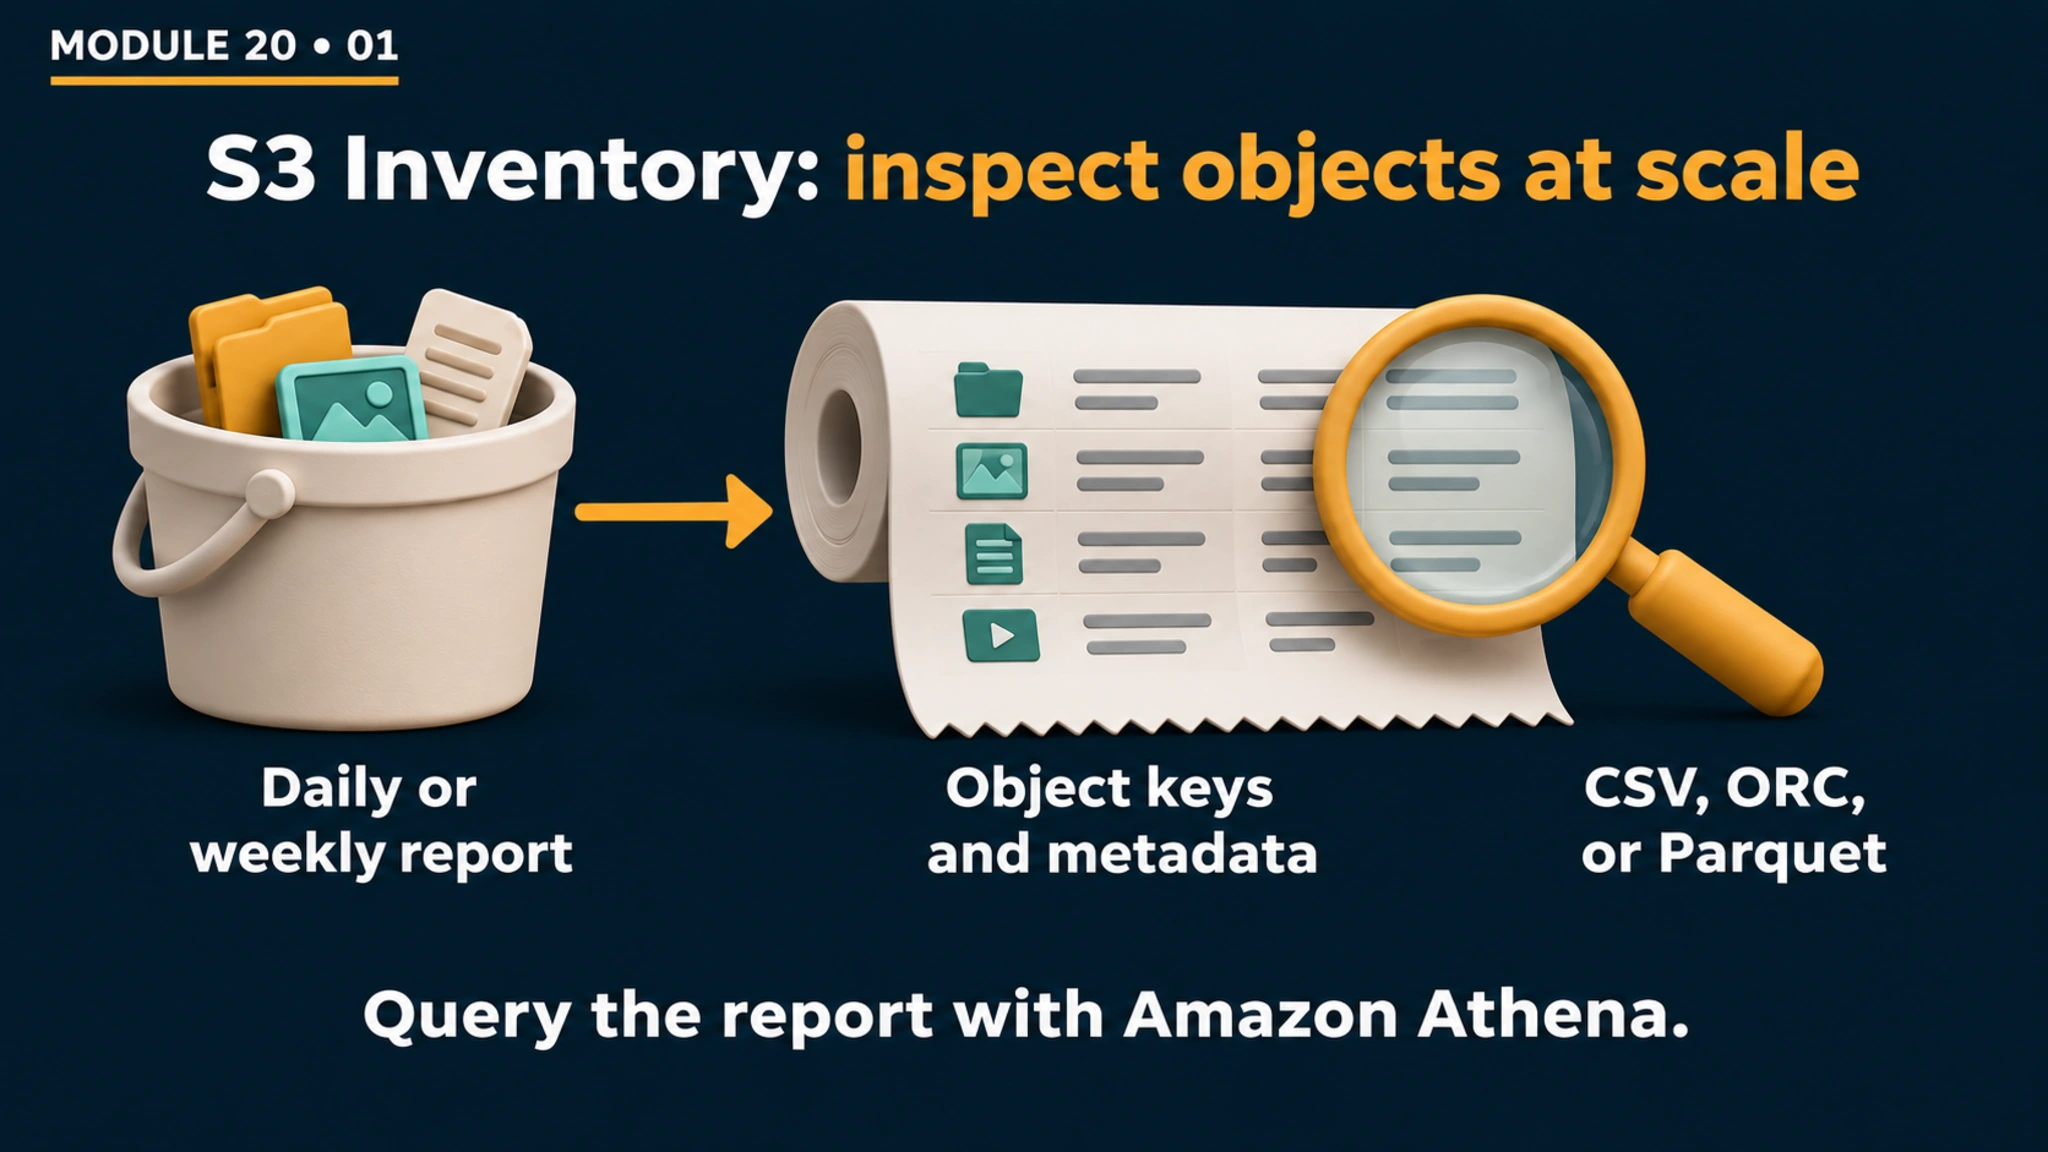 MODULE 20 • 01
S3 Inventory: inspect objects at scale
Daily or
weekly report
Object keys
and metadata
CSV, ORC,
or Parquet
Query the report with Amazon Athena.